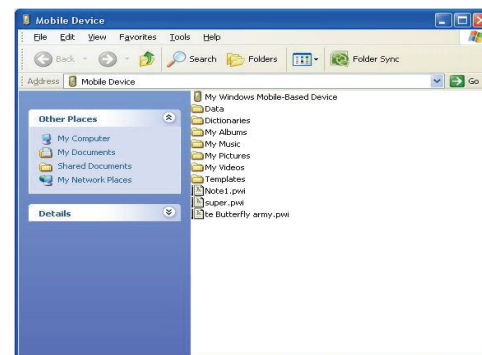 Mobile Device
File Edit View Favorites Tools Help
Back Search Folders Folder Sync
Address Mobile Device Go
Other Places
My Computer
My Documents
Shared Documents
My Network Places
Details
My Windows Mobile-Based Device
Data
Dictionaries
My Albums
My Music
My Pictures
My Videos
Templates
Note1.pwi
super.pwi
te Butterfly army.pwi